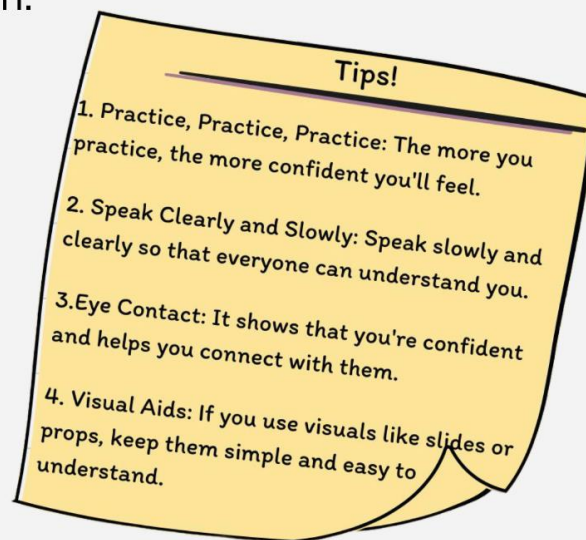 Tips!
1. Practice, Practice, Practice: The more you
practice, the more confident you'll feel.
2. Speak Clearly and Slowly: Speak slowly and
clearly so that everyone can understand you.
3.Eye Contact: It shows that you're confident
and helps you connect with them.
4. Visual Aids: If you use visuals like slides or
props, keep them simple and easy to
understand.